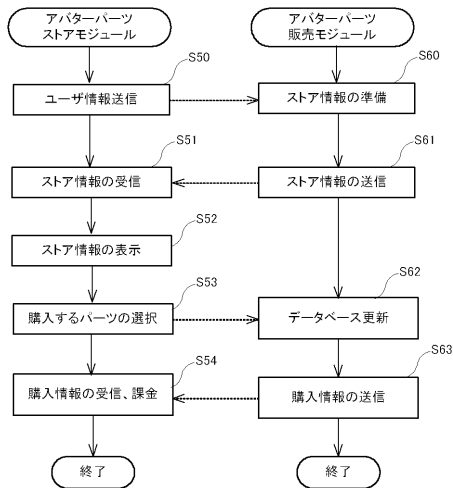 アバターパーツ
ストアモジュール
アバターパーツ
販売モジュール
S50
S60
ユーザ情報送信
ストア情報の準備
S51
S61
ストア情報の受信
ストア情報の送信
S52
ストア情報の表示
S53
S62
購入するパーツの選択
データベース更新
S54
S63
購入情報の受信、課金
購入情報の送信
終了
終了